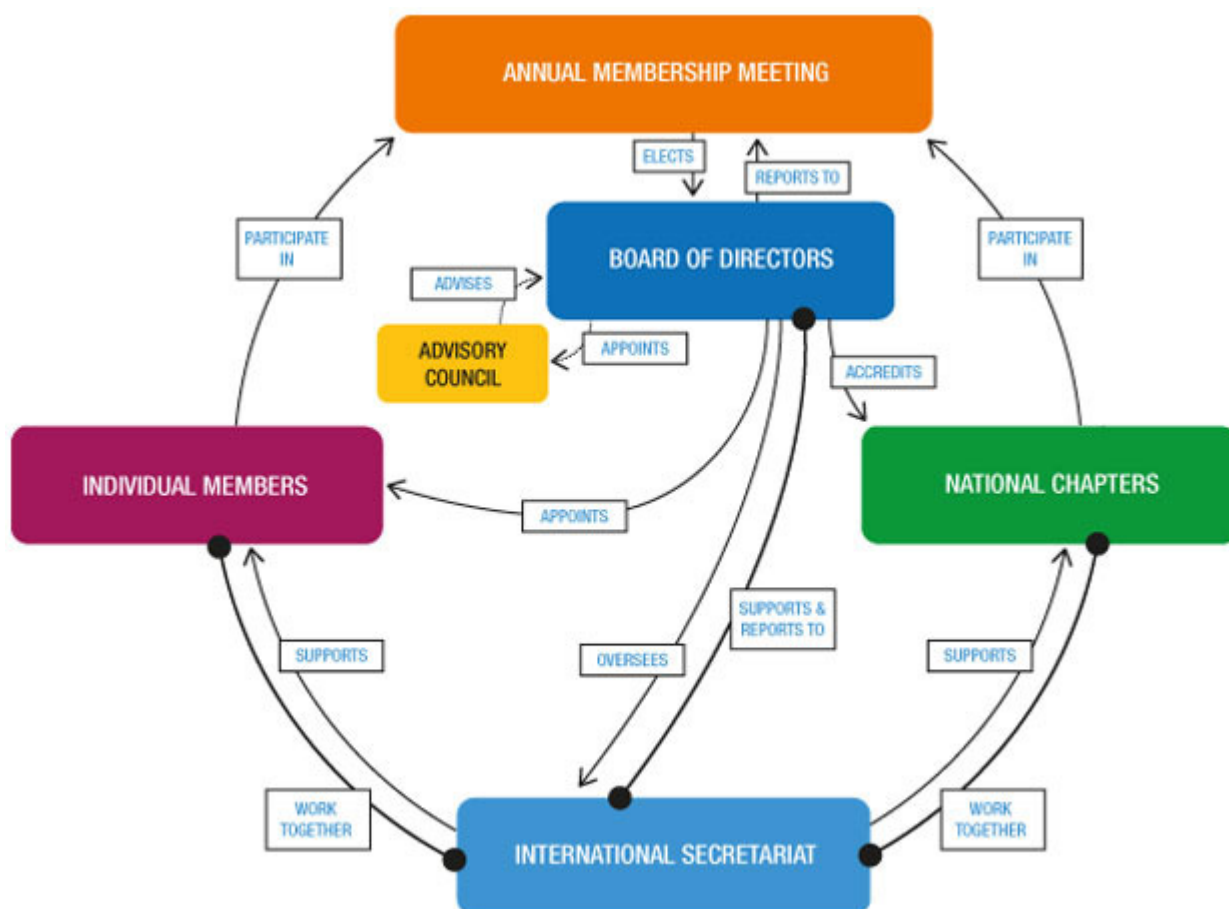 ANNUAL MEMBERSHIP MEETING
ELECTS
REPORTS TO
PARTICIPATE
IN
BOARD OF DIRECTORS
PARTICIPATE
IN
ADVISES
ADVISORY
COUNCIL
APPOINTS
ACCREDITS
INDIVIDUAL MEMBERS
NATIONAL CHAPTERS
APPOINTS
SUPPORTS &
REPORTS TO
SUPPORTS
OVERSEES
SUPPORTS
WORK
TOGETHER
WORK
TOGETHER
INTERNATIONAL SECRETARIAT